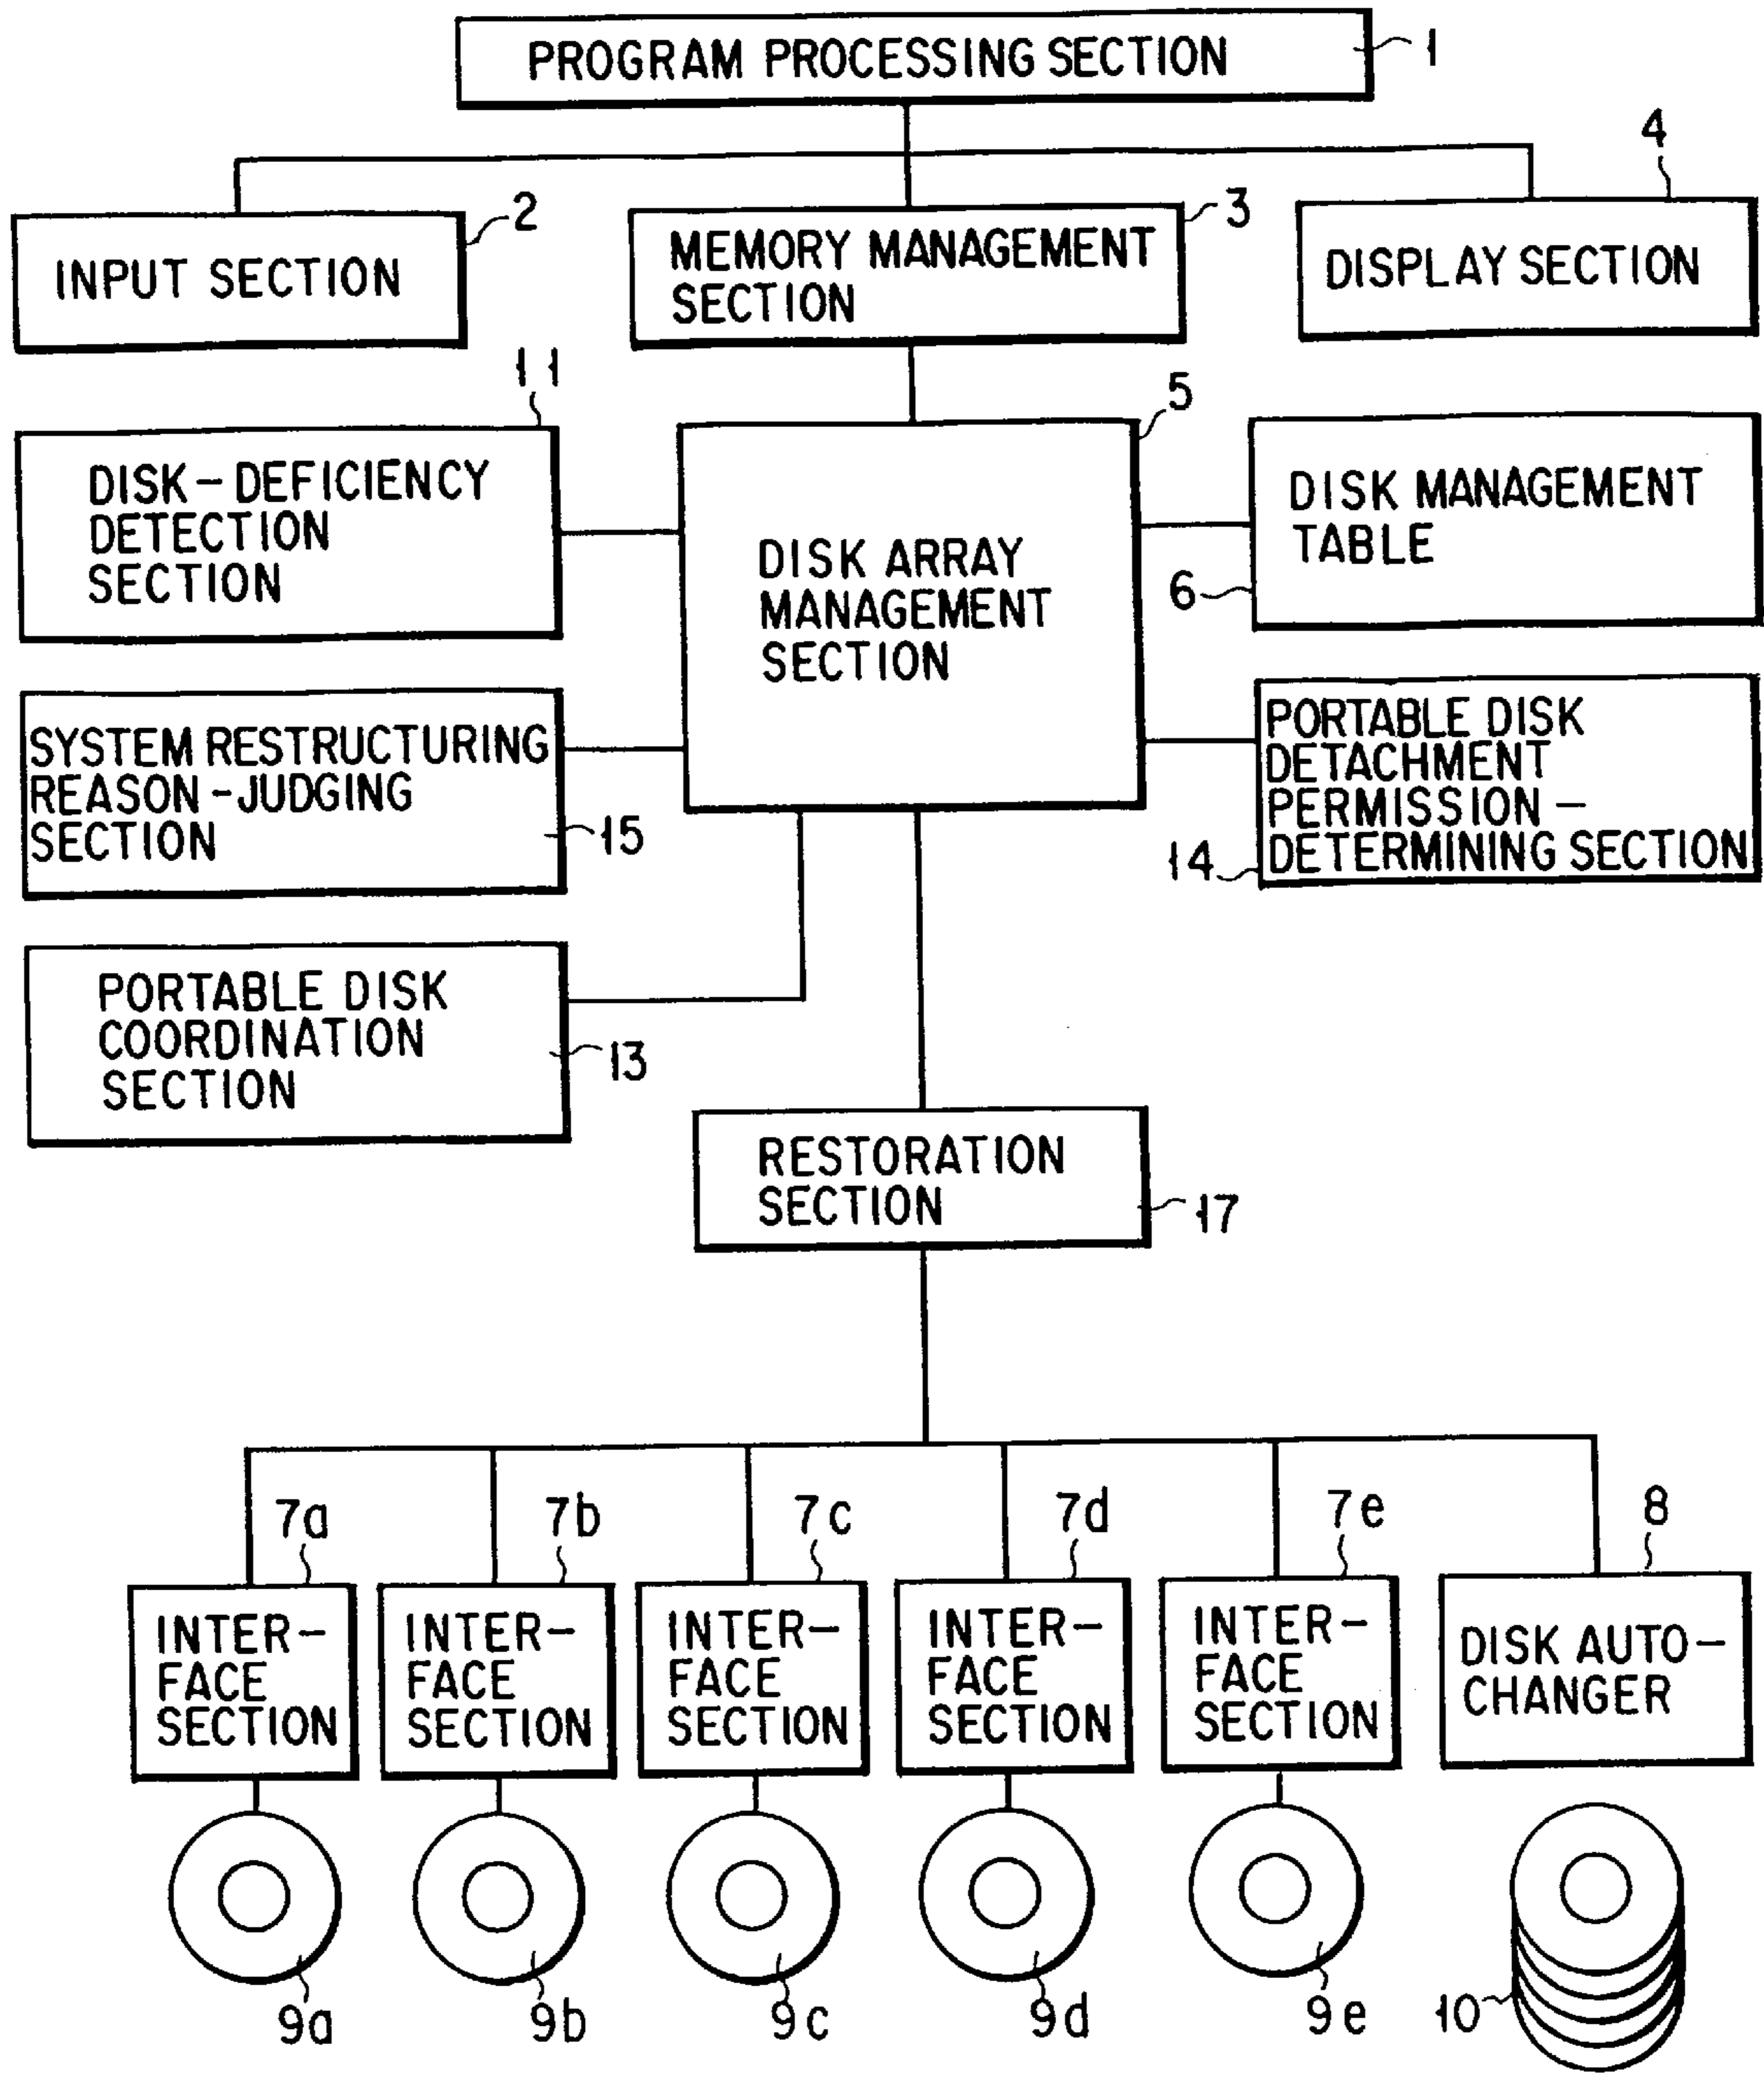 PROGRAM PROCESSING SECTION
1
4
2
3
INPUT SECTION
MEMORY MANAGEMENT
SECTION
DISPLAY SECTION
11
5
DISK-DEFICIENCY
DETECTION
SECTION
DISK ARRAY
MANAGEMENT
SECTION
DISK MANAGEMENT
TABLE
6
SYSTEM RESTRUCTURING
REASON-JUDGING
SECTION
15
PORTABLE DISK
DETACHMENT
PERMISSION-
DETERMINING SECTION
14
PORTABLE DISK
COORDINATION
SECTION
13
RESTORATION
SECTION
17
7a
7b
7c
7d
7e
8
INTER-
FACE
SECTION
INTER-
FACE
SECTION
INTER-
FACE
SECTION
INTER-
FACE
SECTION
INTER-
FACE
SECTION
DISK AUTO-
CHANGER
9a
9b
9c
9d
9e
10